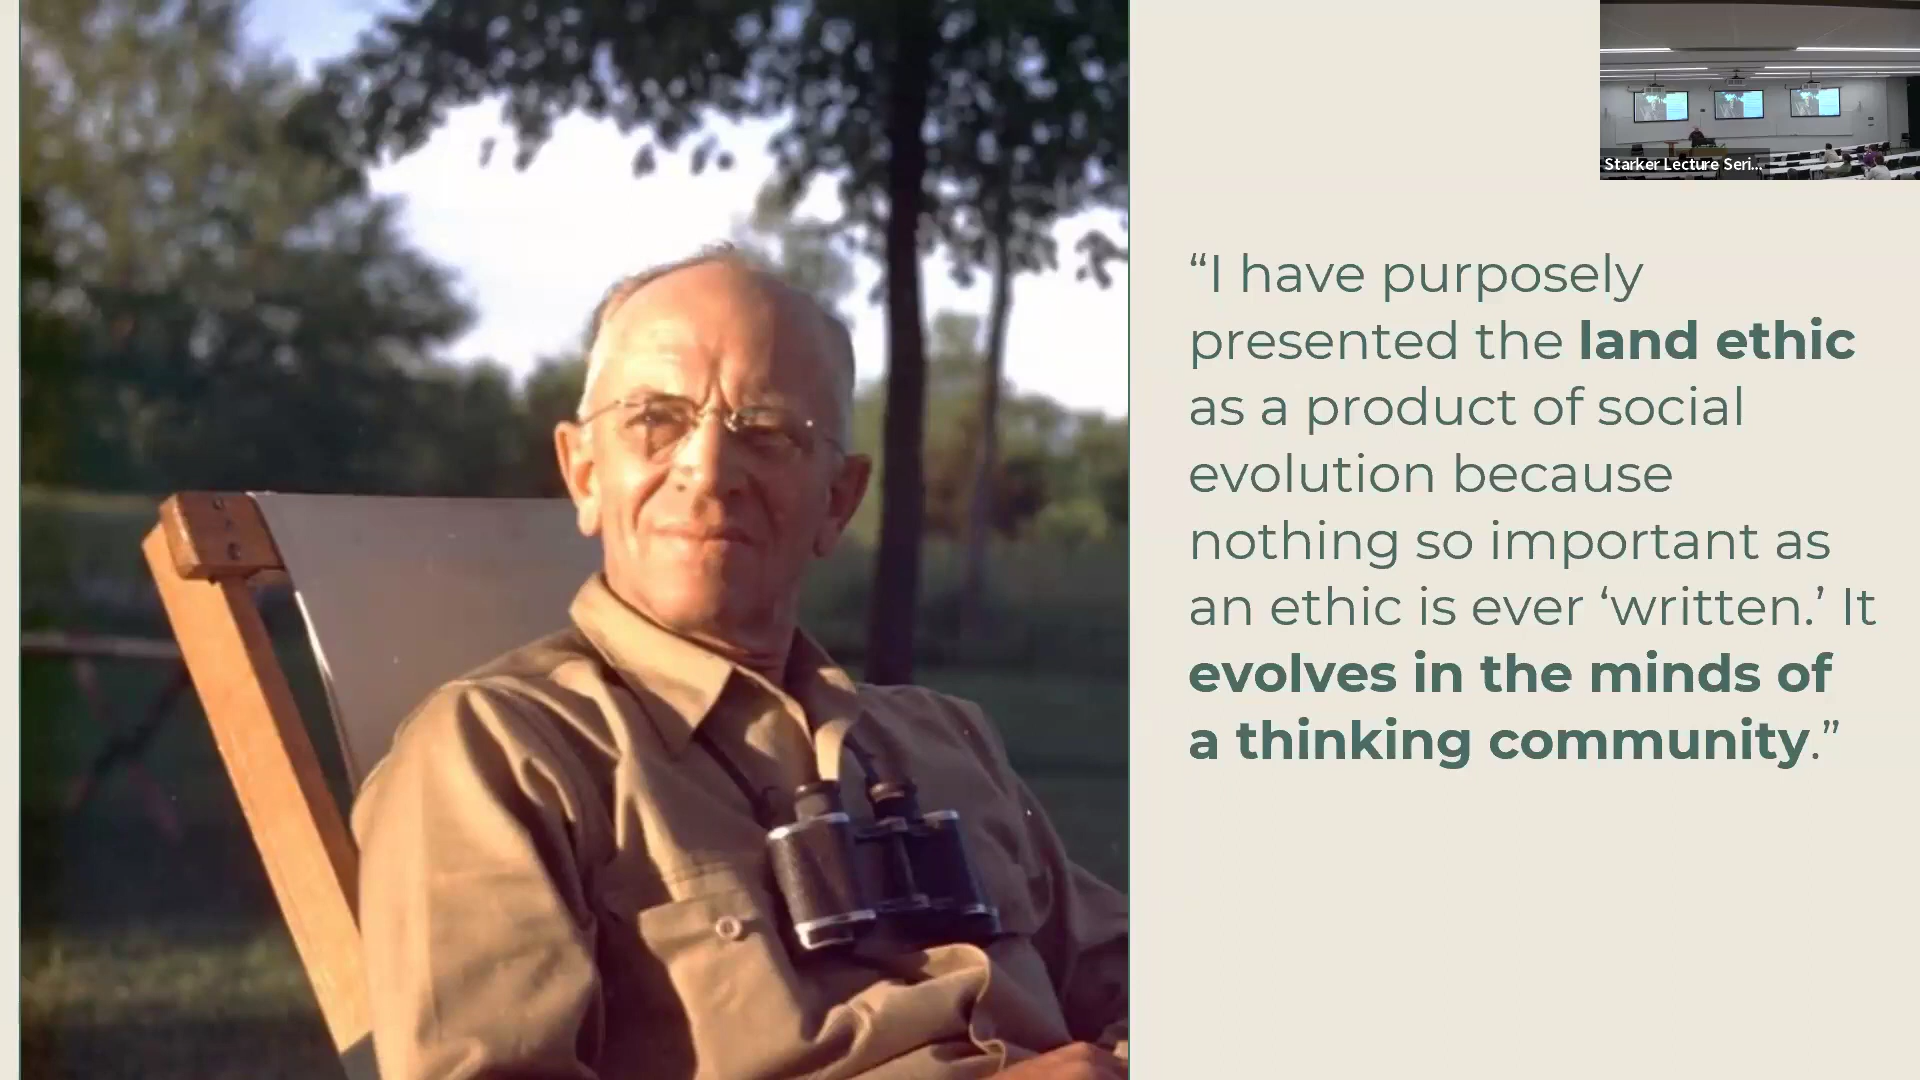 Starker Lecture Seri...
“I have purposely
presented the land ethic
as a product of social
evolution because
nothing so important as
an ethic is ever ‘written.’ It
evolves in the minds of
a thinking community.”